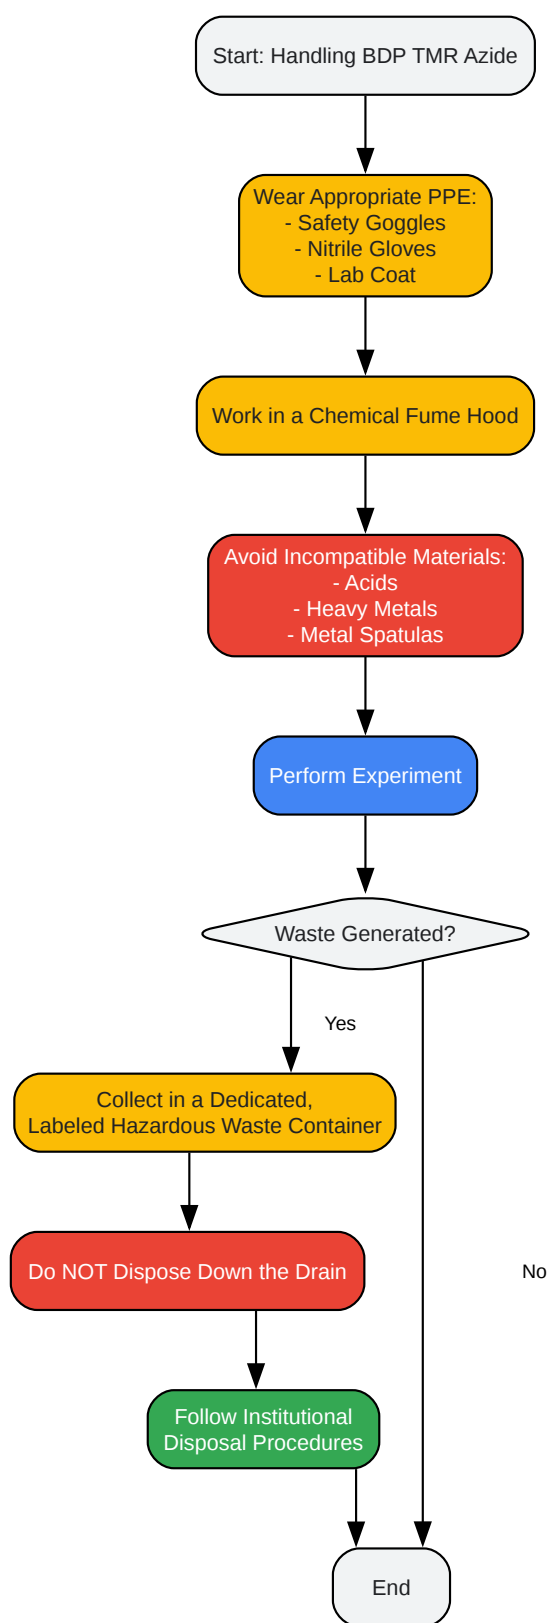 Start: Handling BDP TMR Azide
Wear Appropriate PPE:
- Safety Goggles
- Nitrile Gloves
- Lab Coat
Work in a Chemical Fume Hood
Avoid Incompatible Materials:
- Acids
- Heavy Metals
- Metal Spatulas
Perform Experiment
Waste Generated?
Yes
Collect in a Dedicated,
Labeled Hazardous Waste Container
Do NOT Dispose Down the Drain
No
Follow Institutional
Disposal Procedures
End